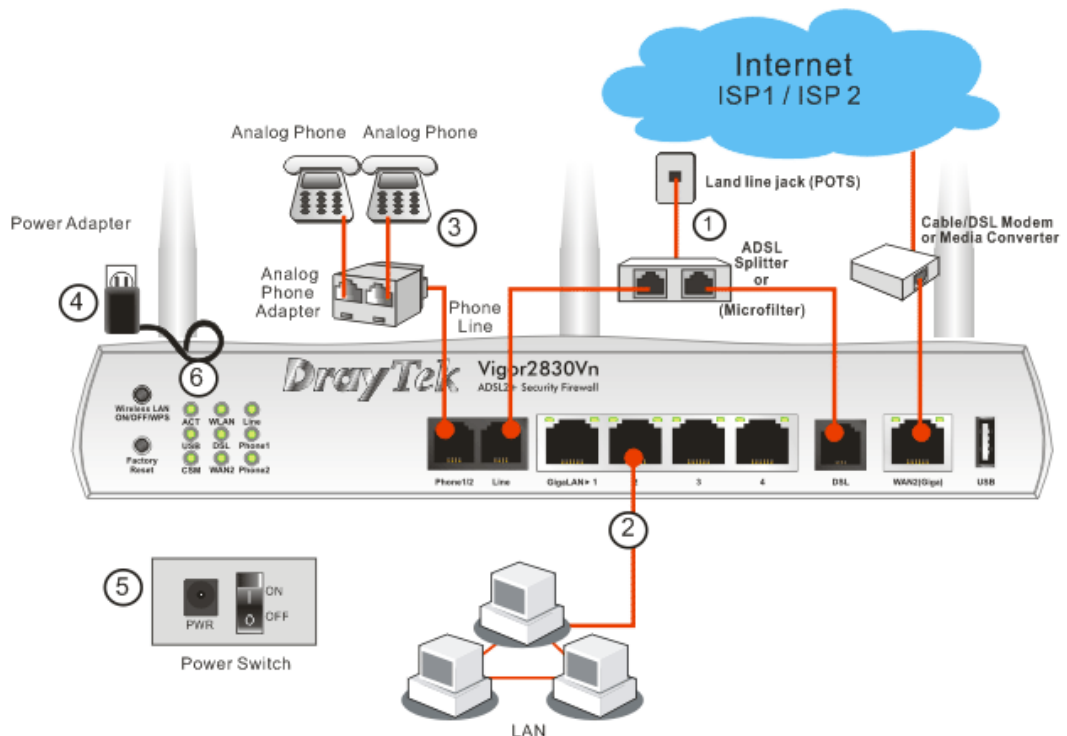 Internet
ISP1 / ISP 2
Analog Phone
Analog Phone
Land line jack (POTS)
Power Adapter
3
1
Cable/DSL Modem
or Media Converter
ADSL
Splitter
or
(Microfilter)
4
Analog
Phone
Adapter
Phone
Line
6
DrayTek
Vigor2830Vn
ADSL2+ Security Firewall
Wireless LAN
ON/OFF/WPS
ACT WLAN Line
USB DSL Phone1
CSM WAN2 Phone2
Factory
Reset
Phone1/2
Line
GigaLAN 1
2
3
4
DSL
WAN2(Giga)
USB
2
5
PWR
ON
OFF
I
O
Power Switch
LAN